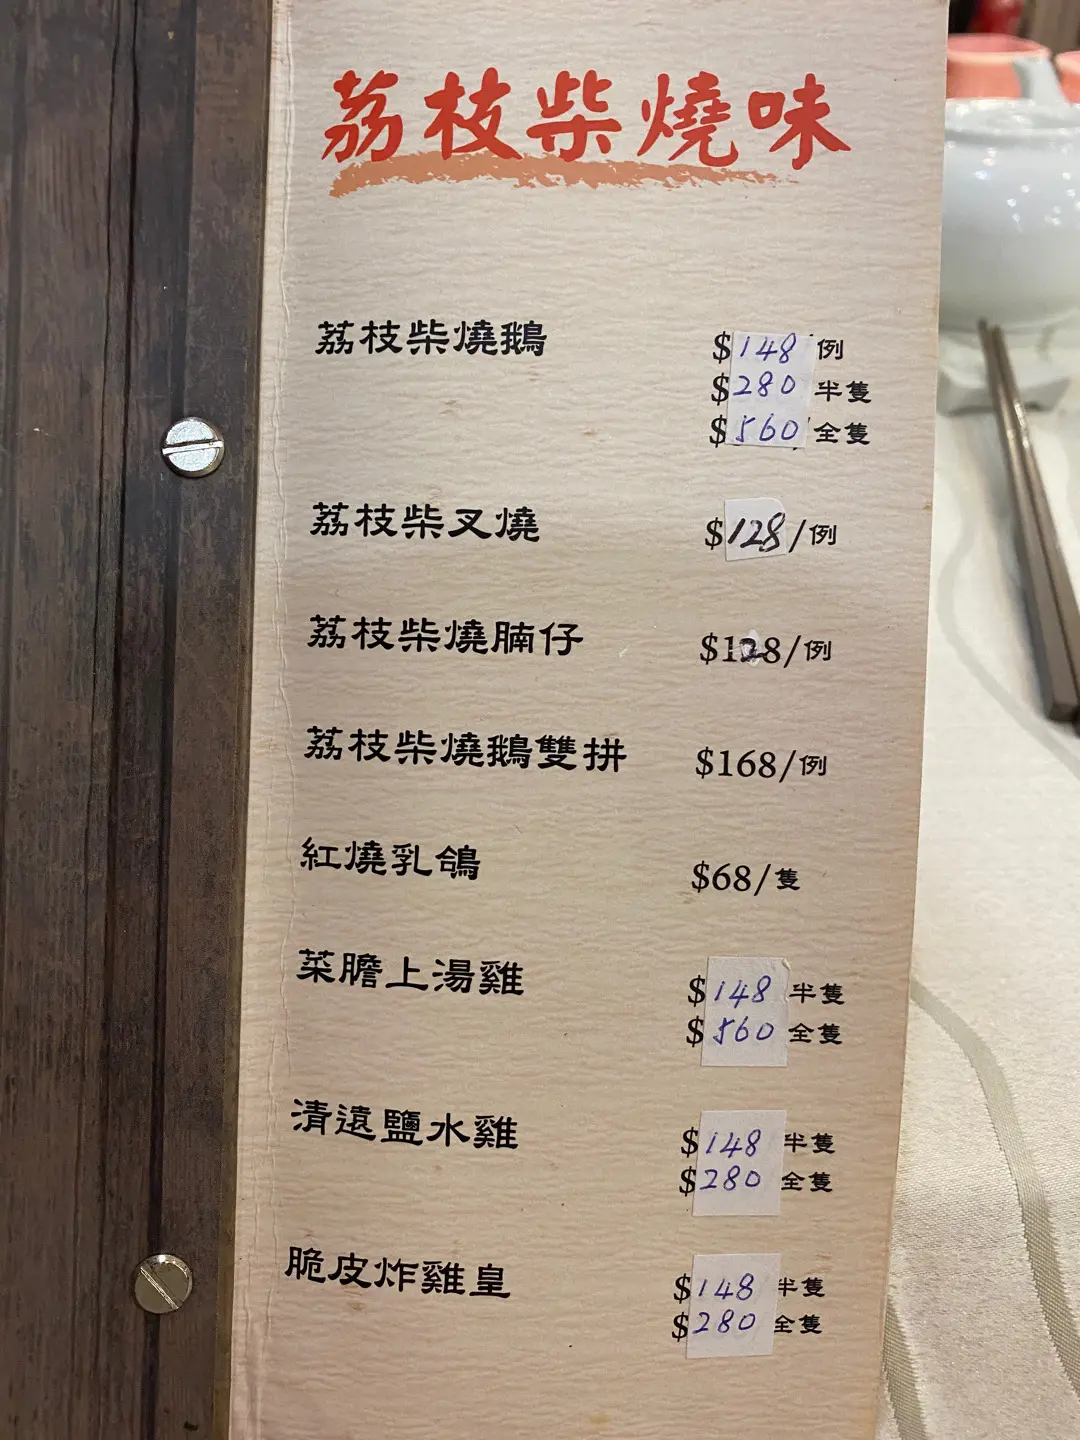 荔枝柴燒味
荔枝柴燒鵝 $148/例
$280 半隻
$560/全隻
荔枝柴叉燒 $128/例
荔枝柴燒腩仔 $128/例
荔枝柴燒鵝雙拼 $168/例
紅燒乳鴿 $68/隻
菜膽上湯雞 $148 半隻
$560 全隻
清遠鹽水雞 $148 半隻
$280 全隻
脆皮炸雞皇 $148 半隻
$280 全隻